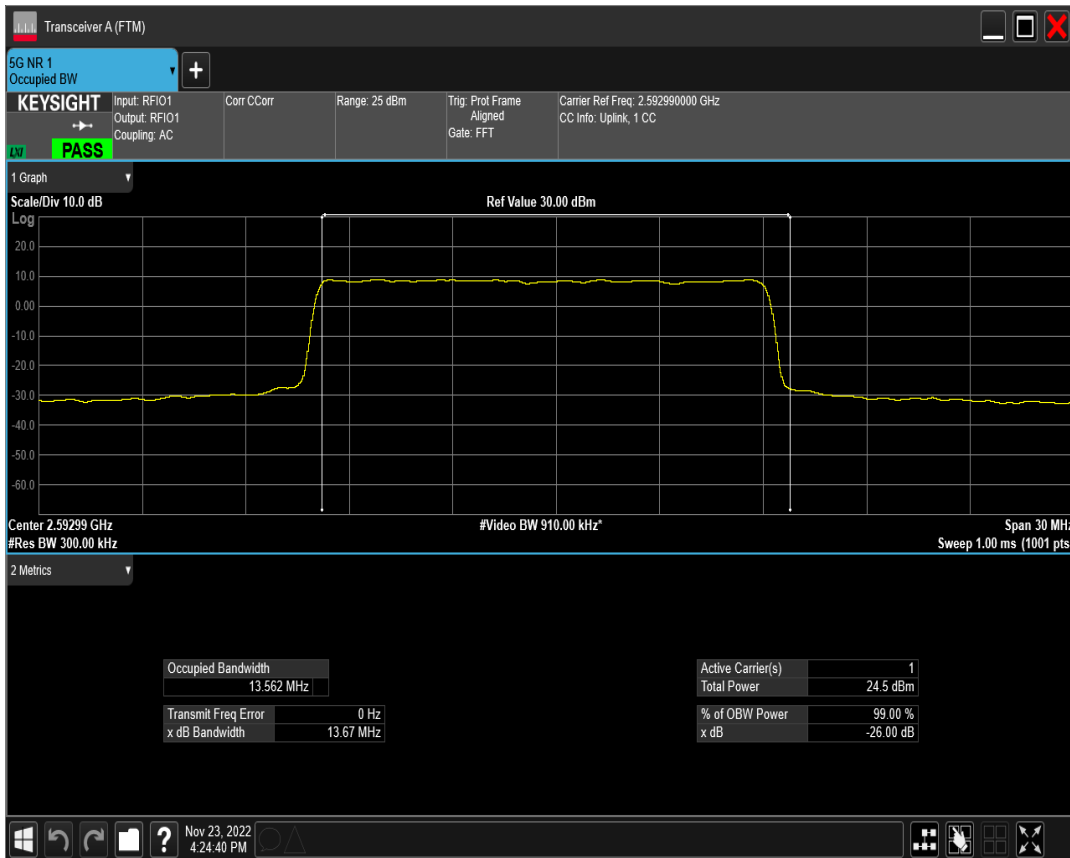 Transceiver A (FTM)
5G NR 1
Occupied BW
+
KEYSIGHT
LXI
PASS
Input: RFIO1
Output: RFIO1
Coupling: AC
Corr CCorr
Range: 25 dBm
Trig: Prot Frame
Aligned
Gate: FFT
Carrier Ref Freq: 2.592990000 GHz
CC Info: Uplink, 1 CC
1 Graph
Scale/Div 10.0 dB
Ref Value 30.00 dBm
Log
20.0
10.0
0.00
-10.0
-20.0
-30.0
-40.0
-50.0
-60.0
Center 2.59299 GHz
#Video BW 910.00 kHz*
Span 30 MHz
#Res BW 300.00 kHz
Sweep 1.00 ms (1001 pts
2 Metrics
Occupied Bandwidth
13.562 MHz
Transmit Freq Error 0 Hz
x dB Bandwidth 13.67 MHz
Active Carrier(s) 1
Total Power 24.5 dBm
% of OBW Power 99.00 %
x dB -26.00 dB
?
Nov 23, 2022
4:24:40 PM